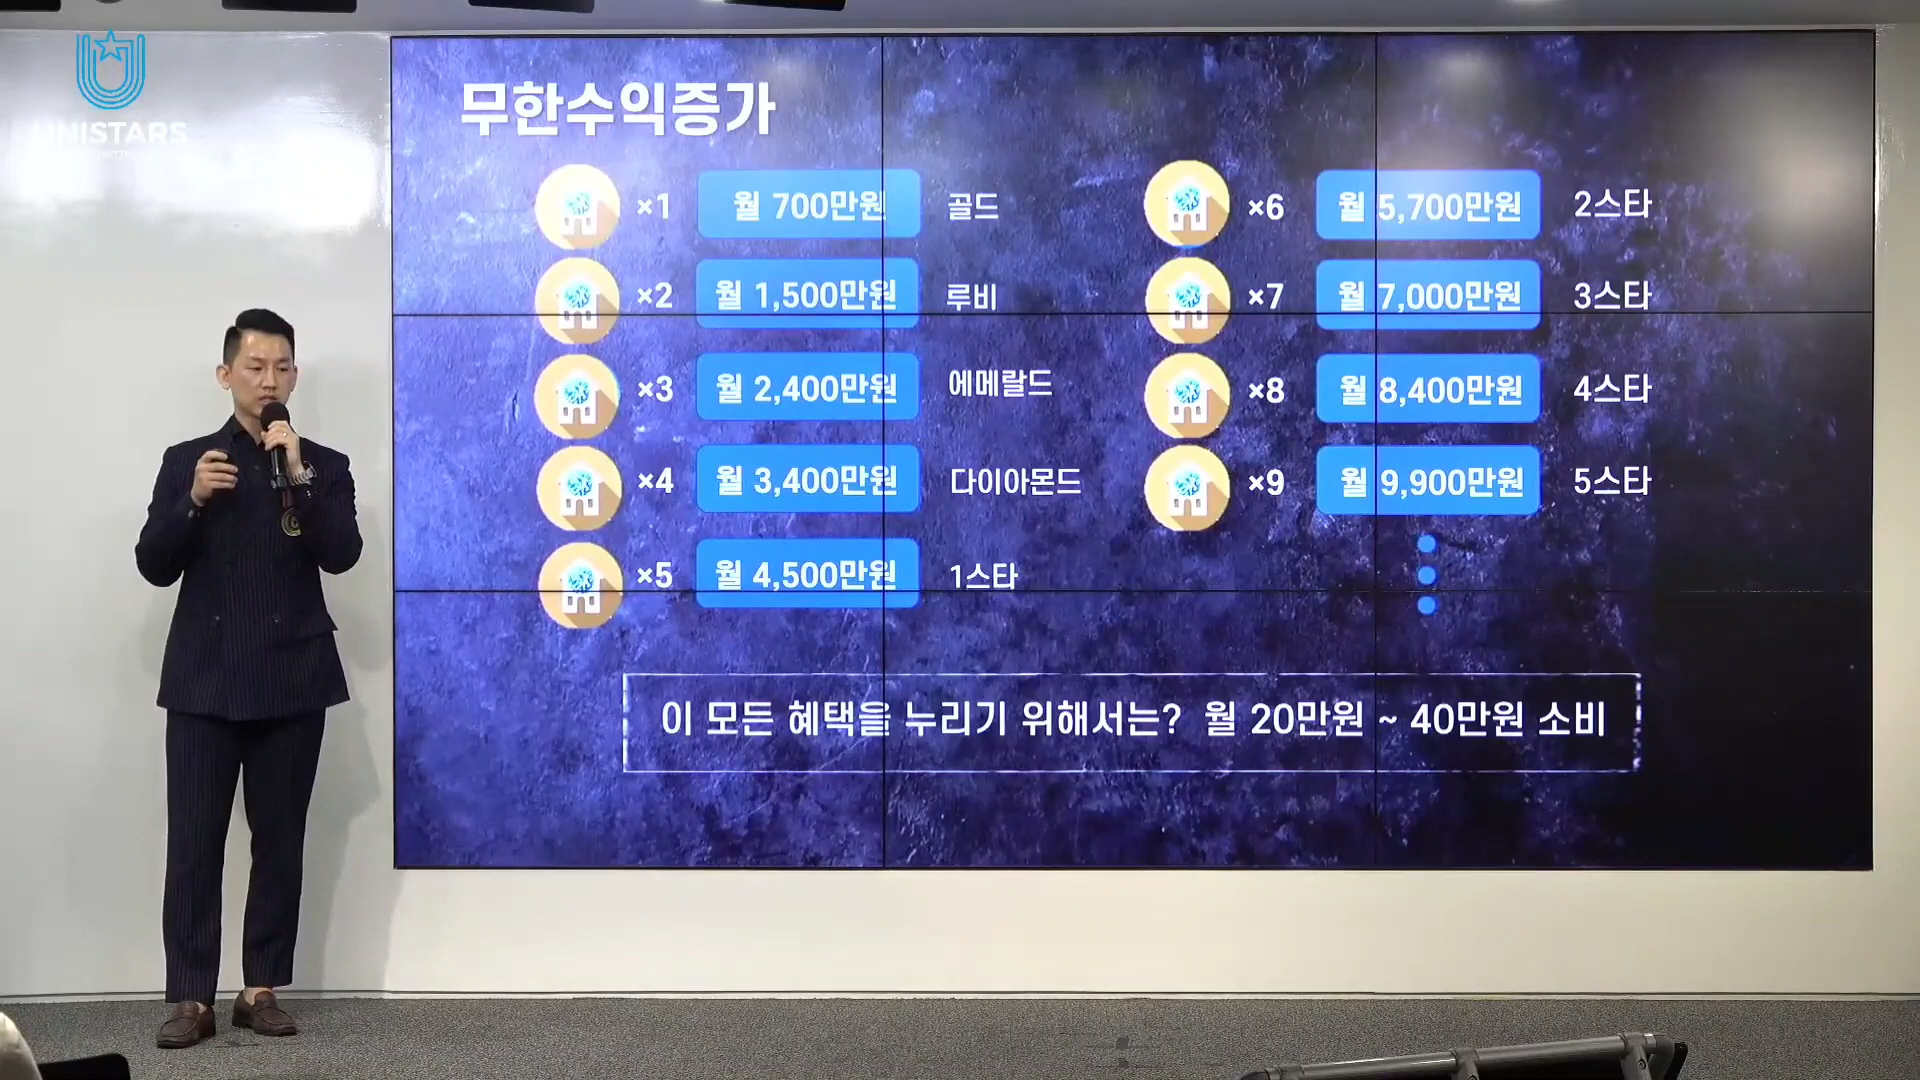 UNISTARS
무한수익증가
×1 월 700만원 골드
×2 월 1,500만원 루비
×3 월 2,400만원 에메랄드
×4 월 3,400만원 다이아몬드
×5 월 4,500만원 1스타
×6 월 5,700만원 2스타
×7 월 7,000만원 3스타
×8 월 8,400만원 4스타
×9 월 9,900만원 5스타
이 모든 혜택을 누리기 위해서는? 월 20만원 ~ 40만원 소비